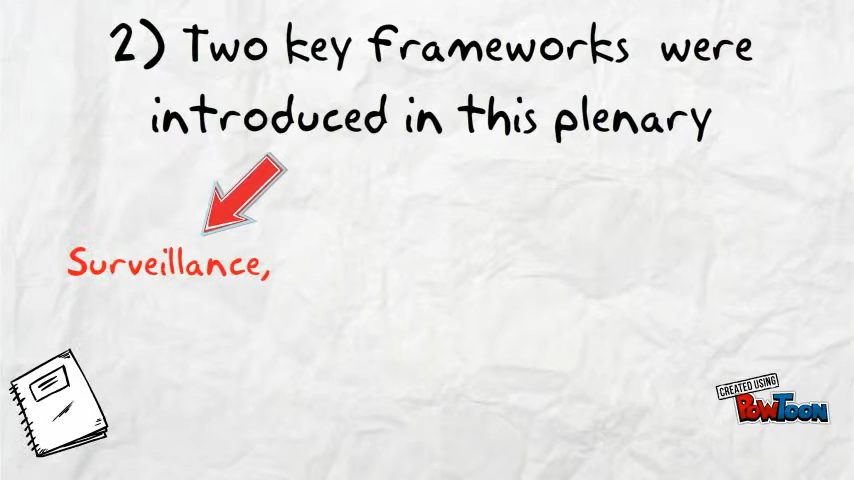 2) Two key frameworks were
introduced in this plenary
Surveillance,
CREATED USING
POWTOON